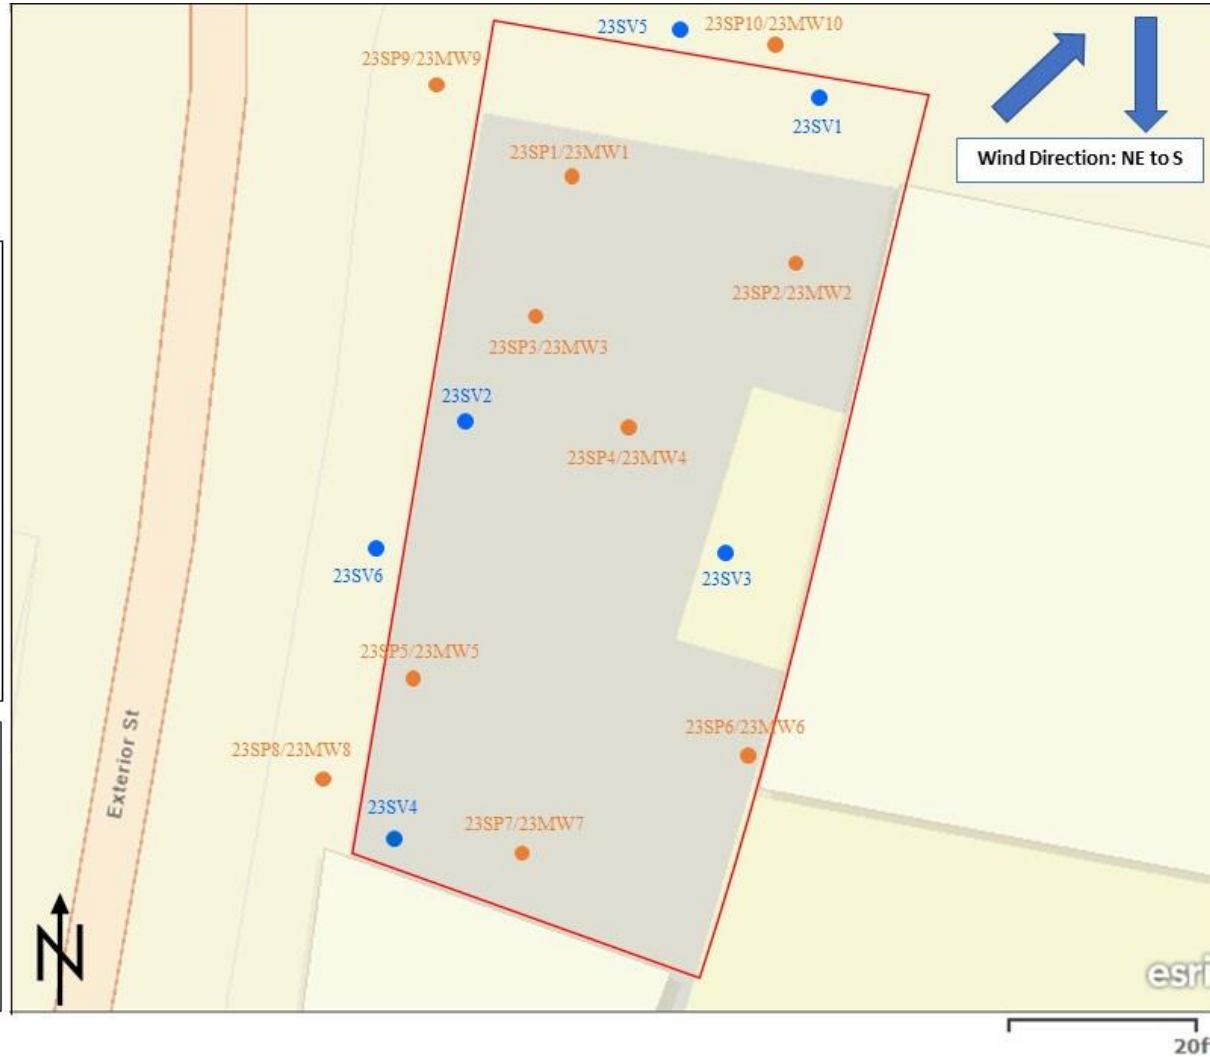 23SV5
23SP10/23MW10
23SP9/23MW9
23SV1
Wind Direction: NE to S
23SP1/23MW1
23SP2/23MW2
23SP3/23MW3
23SV2
23SP4/23MW4
23SV6
23SV3
23SP5/23MW5
23SP6/23MW6
Exterior St
23SP8/23MW8
23SV4
23SP7/23MW7
N
esri
20f